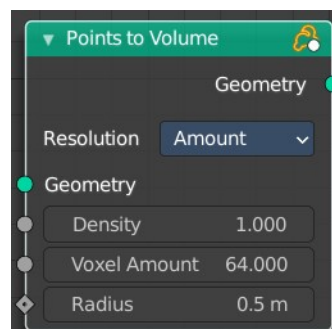 Points to Volume
Geometry
Resolution Amount
Geometry
Density 1.000
Voxel Amount 64.000
Radius 0.5 m